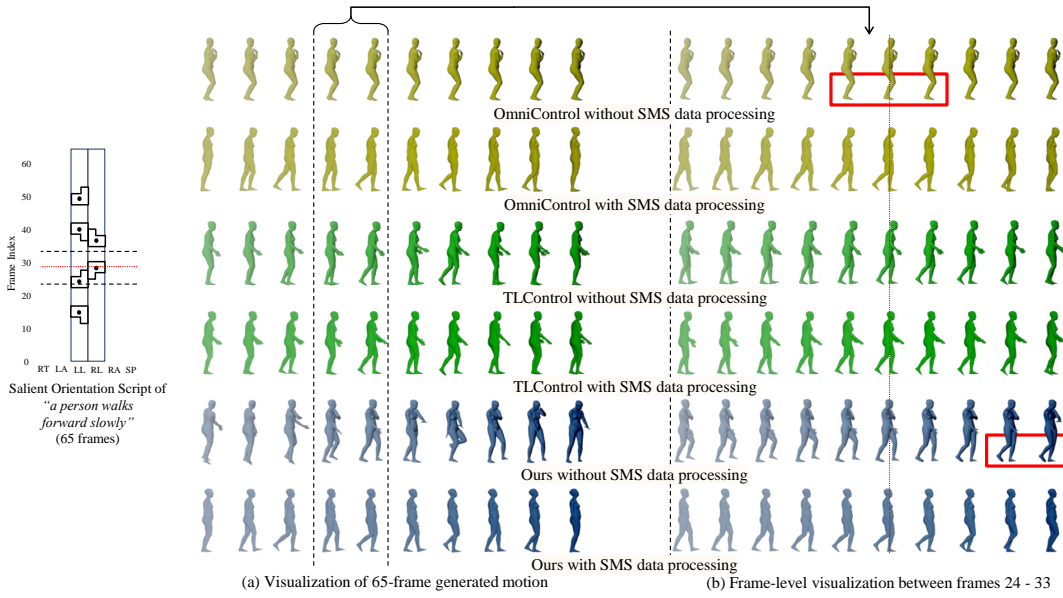 OmniControl without SMS data processing
OmniControl with SMS data processing
TLControl without SMS data processing
TLControl with SMS data processing
Ours without SMS data processing
Ours with SMS data processing
60
50
40
30
20
10
0
Frame Index
RT LA LL RL RA SP
Salient Orientation Script of
“a person walks
forward slowly”
(65 frames)
(a) Visualization of 65-frame generated motion
(b) Frame-level visualization between frames 24 - 33